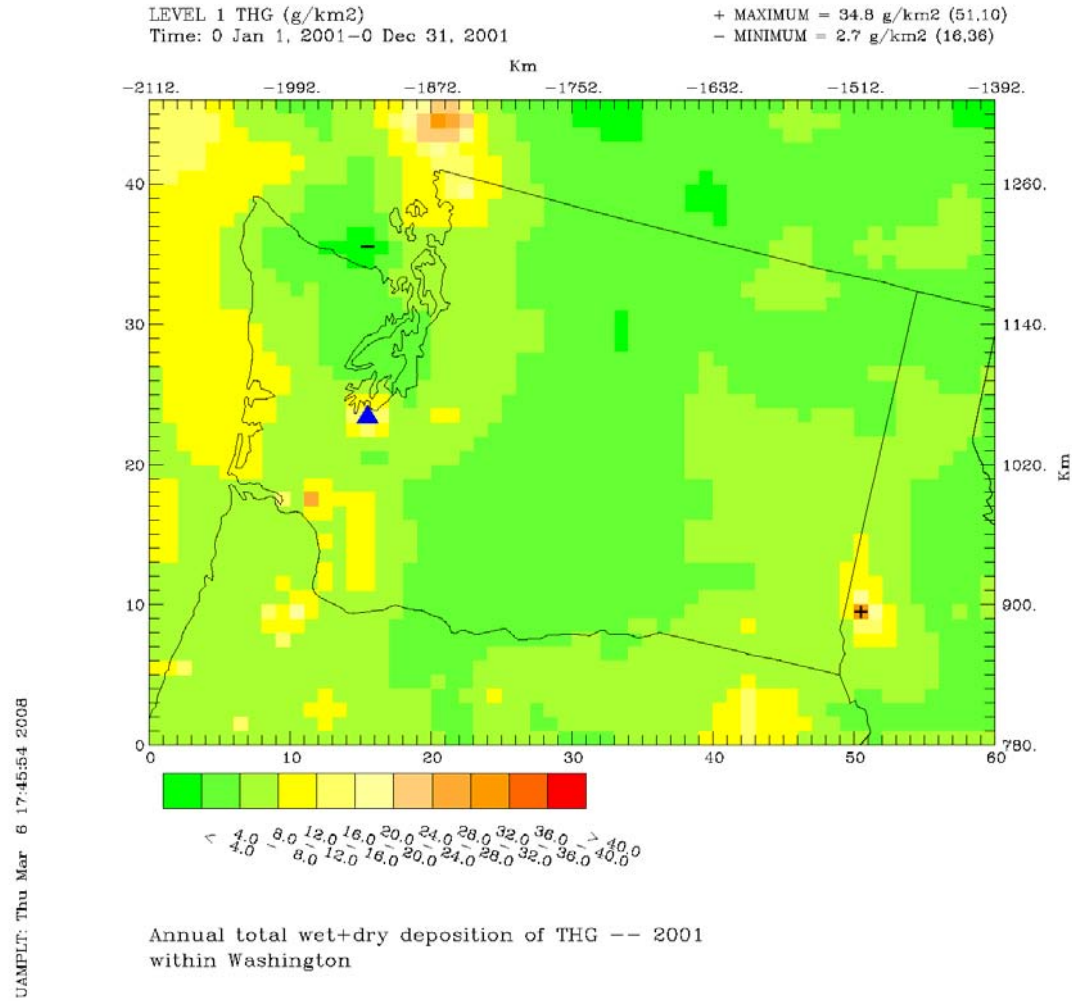 LEVEL 1 THG (g/km2)
Time: 0 Jan 1, 2001-0 Dec 31, 2001
+ MAXIMUM = 34.8 g/km2 (51,10)
- MINIMUM = 2.7 g/km2 (16,36)
Km
-2112. -1992. -1872. -1752. -1632. -1512. -1392.
40 1260.
30 1140.
20 1020.
Km
10 900.
0 780.
0 10 20 30 40 50 60
< 4.0
4.0 - 8.0
8.0 - 12.0
12.0 - 16.0
16.0 - 20.0
20.0 - 24.0
24.0 - 28.0
28.0 - 32.0
32.0 - 36.0
36.0 - 40.0
> 40.0
Annual total wet+dry deposition of THG -- 2001
within Washington
UAMPLT: Thu Mar 6 17:45:54 2008